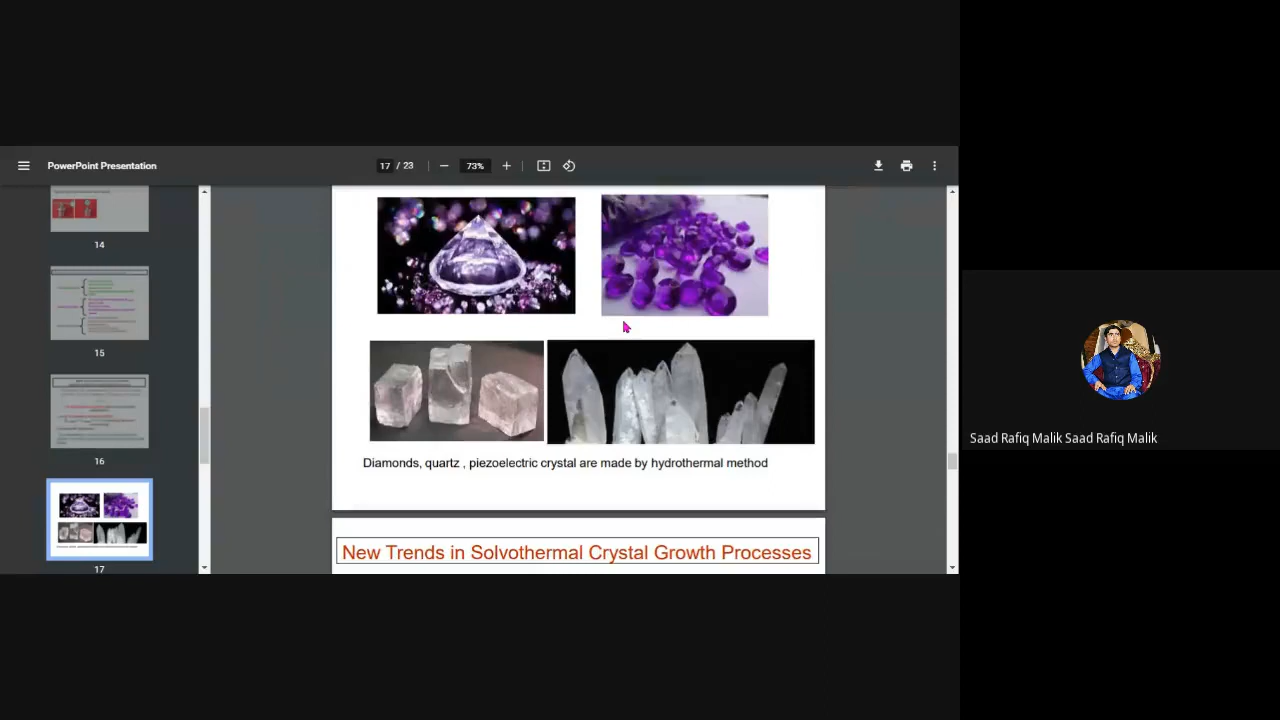 PowerPoint Presentation
17 / 23
73%
14
15
16
17
Diamonds, quartz , piezoelectric crystal are made by hydrothermal method
New Trends in Solvothermal Crystal Growth Processes
Saad Rafiq Malik Saad Rafiq Malik